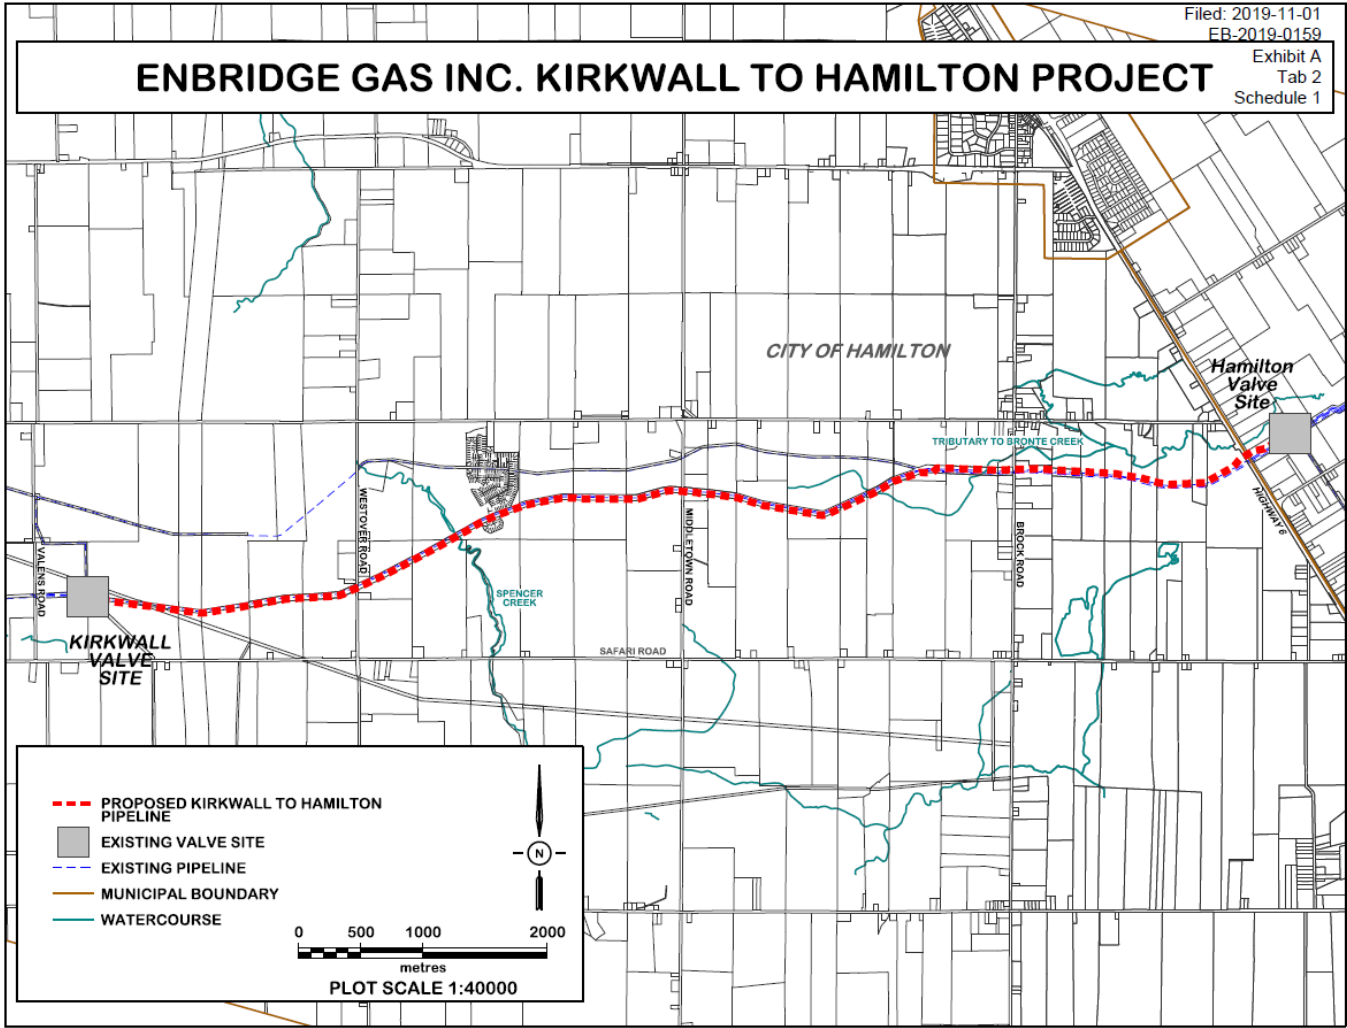 Filed: 2019-11-01
EB-2019-0159
Exhibit A
Tab 2
Schedule 1
ENBRIDGE GAS INC. KIRKWALL TO HAMILTON PROJECT
CITY OF HAMILTON
Hamilton
Valve
Site
TRIBUTARY TO BRONTE CREEK
HIGHWAY 6
WESTOVER ROAD
MIDDLETOWN ROAD
BROCK ROAD
VALENS ROAD
SPENCER
CREEK
KIRKWALL
VALVE
SITE
SAFARI ROAD
PROPOSED KIRKWALL TO HAMILTON
PIPELINE
EXISTING VALVE SITE
EXISTING PIPELINE
MUNICIPAL BOUNDARY
WATERCOURSE
N
0 500 1000 2000
metres
PLOT SCALE 1:40000